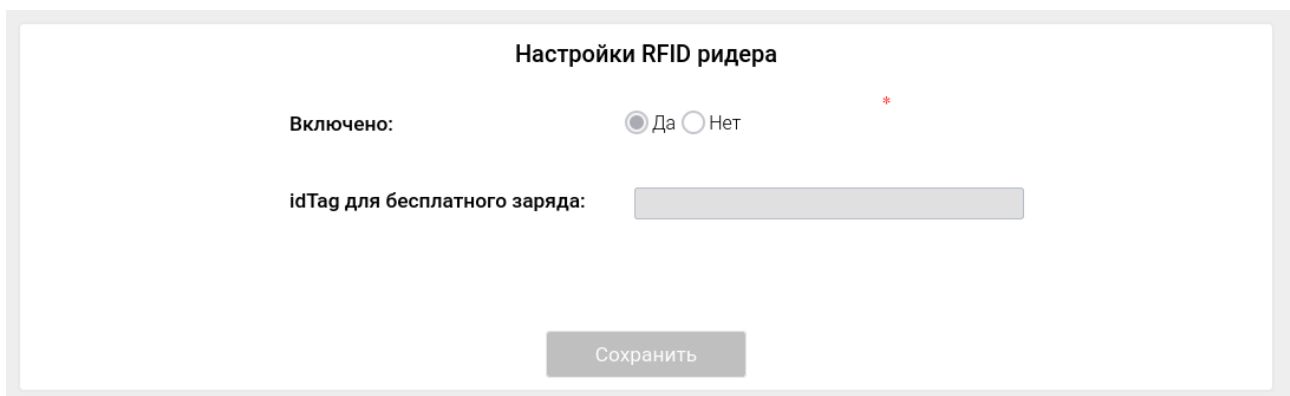 Настройки RFID ридера
*
Включено: Да Нет
idTag для бесплатного заряда:
Сохранить